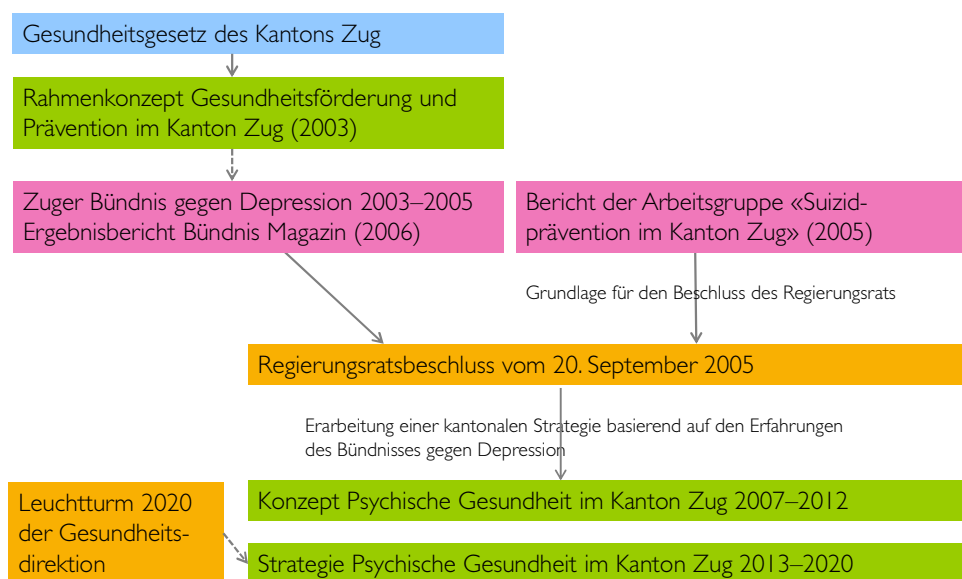 Gesundheitsgesetz des Kantons Zug
Rahmenkonzept Gesundheitsförderung und
Prävention im Kanton Zug (2003)
Zuger Bündnis gegen Depression 2003–2005
Ergebnisbericht Bündnis Magazin (2006)
Bericht der Arbeitsgruppe «Suizid-
prävention im Kanton Zug» (2005)
Grundlage für den Beschluss des Regierungsrats
Regierungsratsbeschluss vom 20. September 2005
Erarbeitung einer kantonalen Strategie basierend auf den Erfahrungen
des Bündnisses gegen Depression
Konzept Psychische Gesundheit im Kanton Zug 2007–2012
Leuchtturm 2020
der Gesundheits-
direktion
Strategie Psychische Gesundheit im Kanton Zug 2013–2020